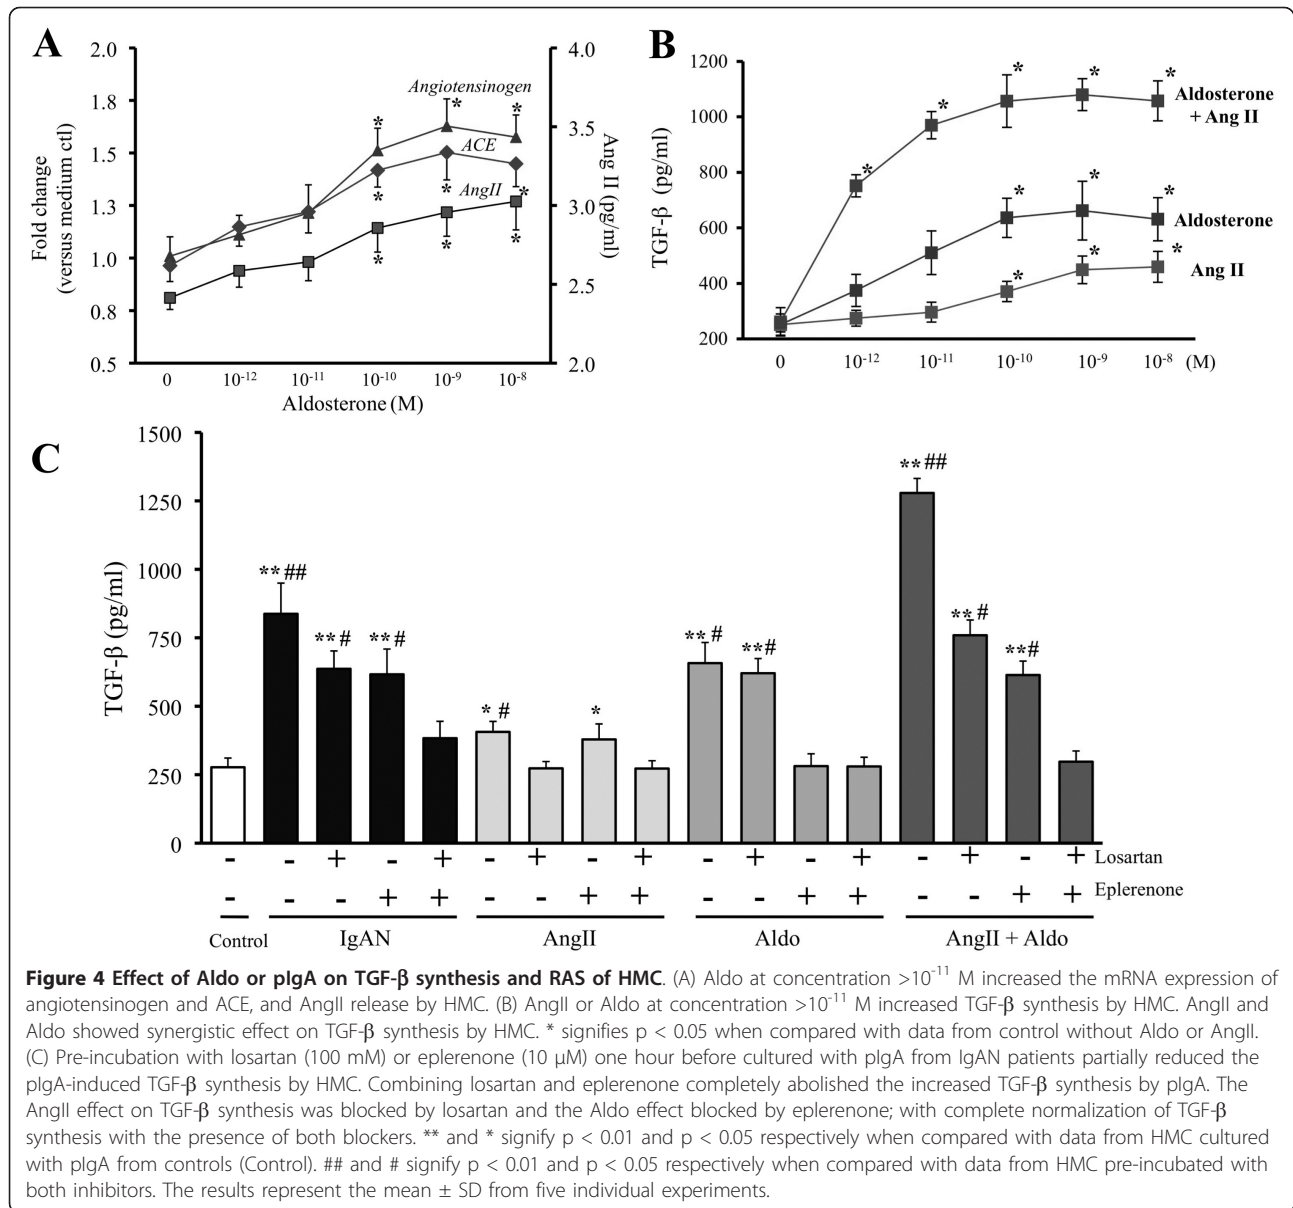 A
2.0
1.8
1.5
1.3
1.0
0.8
0.5
Fold change
(versus medium ctl)
4.0
3.5
3.0
2.5
2.0
Ang II (pg/ml)
Angiotensinogen
ACE
AngII
* * *
* *
* * * *
0 10⁻¹² 10⁻¹¹ 10⁻¹⁰ 10⁻⁹ 10⁻⁸
Aldosterone (M)
B
1200
1000
800
600
400
200
TGF-β (pg/ml)
* * * * *
Aldosterone
+ Ang II
* * *
Aldosterone
* * *
Ang II
0 10⁻¹² 10⁻¹¹ 10⁻¹⁰ 10⁻⁹ 10⁻⁸ (M)
C
1500
1250
1000
750
500
250
0
TGF-β (pg/ml)
** ## ** # ** # * # * ** # ** # ** ## ** # ** #
- - + - + - + - + - + - + - + - + Losartan
- - - + + - - + + - - + + - - + + Eplerenone
Control IgAN AngII Aldo AngII + Aldo
Figure 4 Effect of Aldo or pIgA on TGF-β synthesis and RAS of HMC. (A) Aldo at concentration >10⁻¹¹ M increased the mRNA expression of
angiotensinogen and ACE, and AngII release by HMC. (B) AngII or Aldo at concentration >10⁻¹¹ M increased TGF-β synthesis by HMC. AngII and
Aldo showed synergistic effect on TGF-β synthesis by HMC. * signifies p < 0.05 when compared with data from control without Aldo or AngII.
(C) Pre-incubation with losartan (100 mM) or eplerenone (10 μM) one hour before cultured with pIgA from IgAN patients partially reduced the
pIgA-induced TGF-β synthesis by HMC. Combining losartan and eplerenone completely abolished the increased TGF-β synthesis by pIgA. The
AngII effect on TGF-β synthesis was blocked by losartan and the Aldo effect blocked by eplerenone; with complete normalization of TGF-β
synthesis with the presence of both blockers. ** and * signify p < 0.01 and p < 0.05 respectively when compared with data from HMC cultured
with pIgA from controls (Control). ## and # signify p < 0.01 and p < 0.05 respectively when compared with data from HMC pre-incubated with
both inhibitors. The results represent the mean ± SD from five individual experiments.